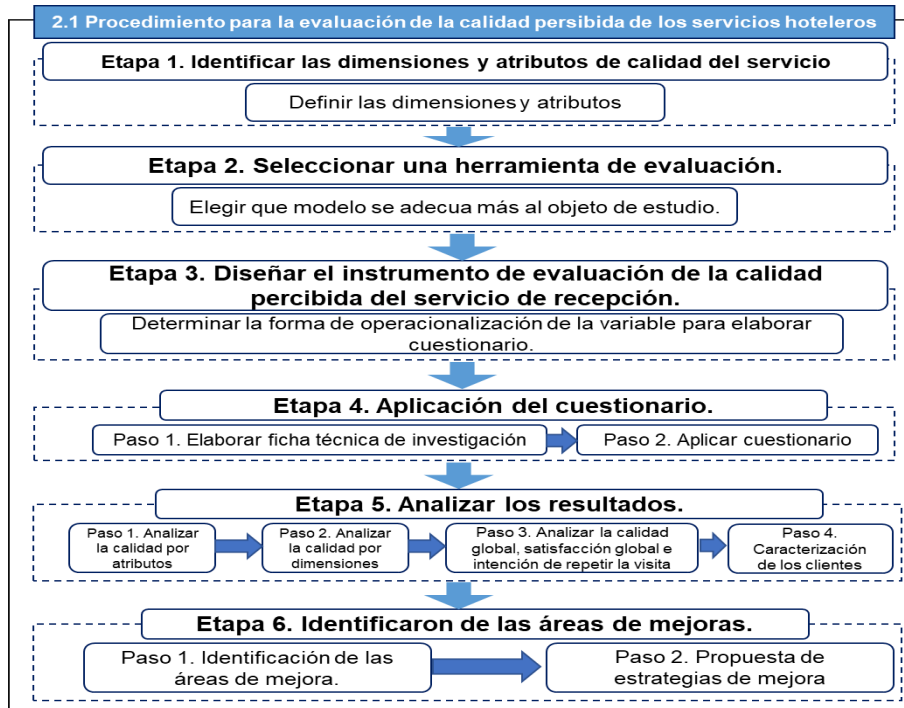 2.1 Procedimiento para la evaluación de la calidad persibida de los servicios hoteleros
Etapa 1. Identificar las dimensiones y atributos de calidad del servicio
Definir las dimensiones y atributos
Etapa 2. Seleccionar una herramienta de evaluación.
Elegir que modelo se adecua más al objeto de estudio.
Etapa 3. Diseñar el instrumento de evaluación de la calidad
percibida del servicio de recepción.
Determinar la forma de operacionalización de la variable para elaborar
cuestionario.
Etapa 4. Aplicación del cuestionario.
Paso 1. Elaborar ficha técnica de investigación
Paso 2. Aplicar cuestionario
Etapa 5. Analizar los resultados.
Paso 1. Analizar
la calidad por
atributos
Paso 2. Analizar
la calidad por
dimensiones
Paso 3. Analizar la calidad
global, satisfacción global e
intención de repetir la visita
Paso 4.
Caracterización
de los clientes
Etapa 6. Identificaron de las áreas de mejoras.
Paso 1. Identificación de las
áreas de mejora.
Paso 2. Propuesta de
estrategias de mejora